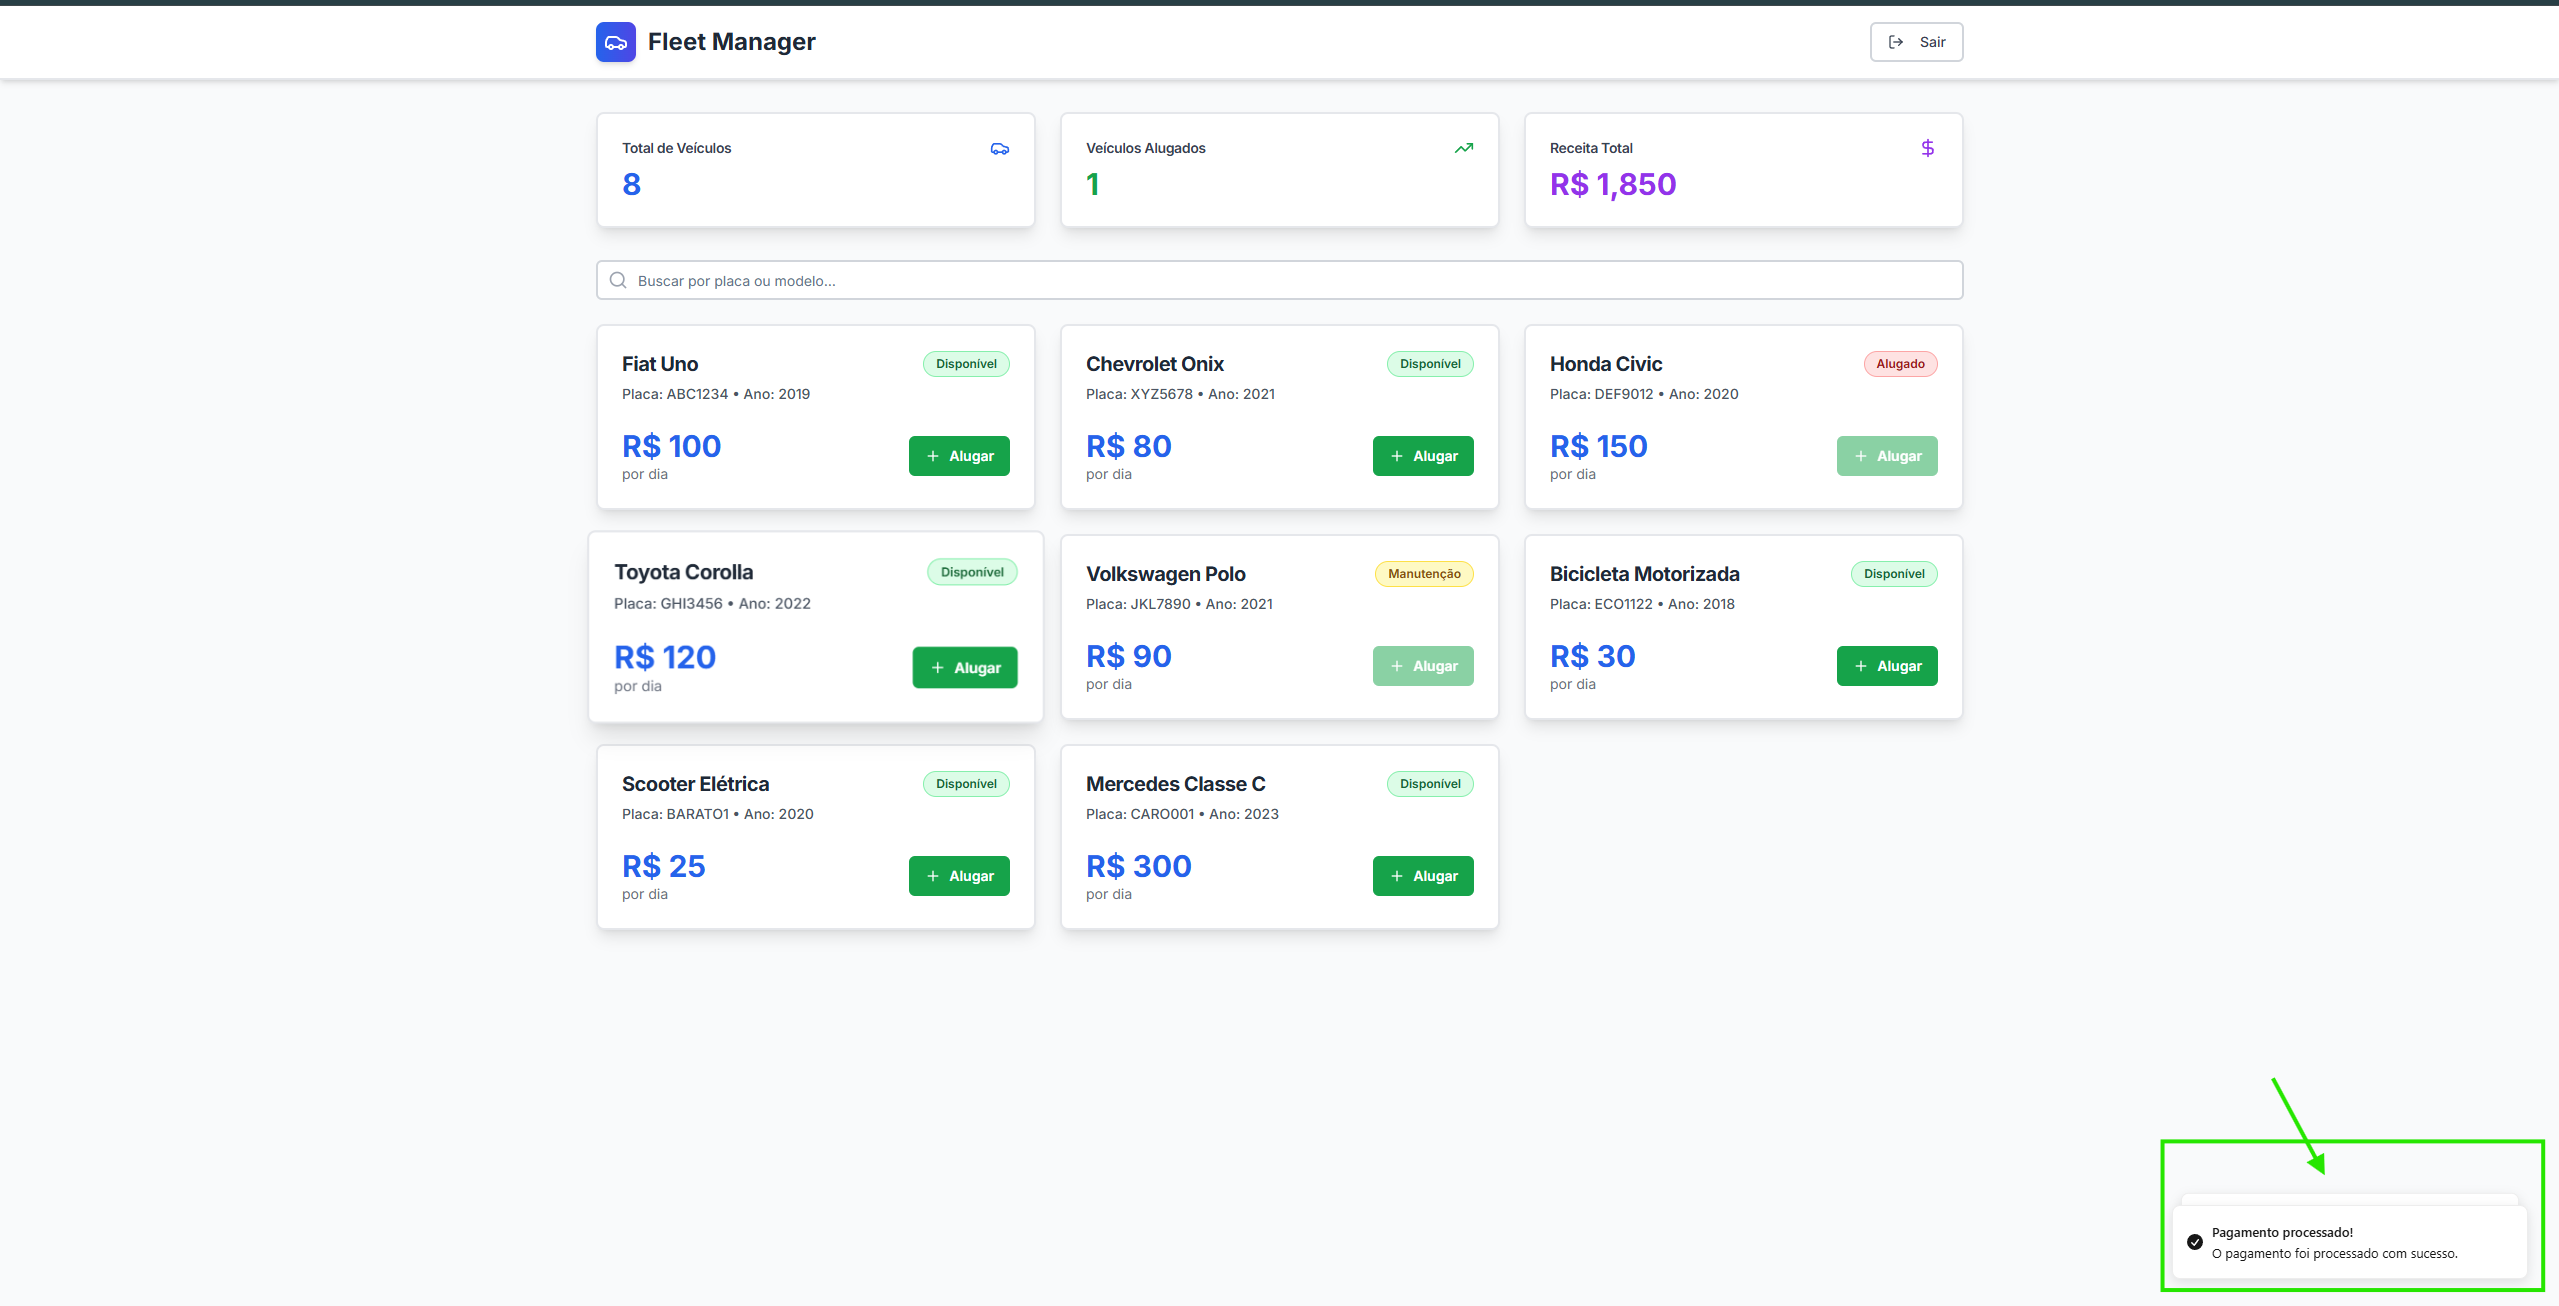 Fleet Manager
Sair
Total de Veículos
8
Veículos Alugados
1
Receita Total
R$ 1,850
Buscar por placa ou modelo...
Fiat Uno
Disponível
Placa: ABC1234 • Ano: 2019
R$ 100
por dia
Alugar
Chevrolet Onix
Disponível
Placa: XYZ5678 • Ano: 2021
R$ 80
por dia
Alugar
Honda Civic
Alugado
Placa: DEF9012 • Ano: 2020
R$ 150
por dia
Alugar
Toyota Corolla
Disponível
Placa: GHI3456 • Ano: 2022
R$ 120
por dia
Alugar
Volkswagen Polo
Manutenção
Placa: JKL7890 • Ano: 2021
R$ 90
por dia
Alugar
Bicicleta Motorizada
Disponível
Placa: ECO1122 • Ano: 2018
R$ 30
por dia
Alugar
Scooter Elétrica
Disponível
Placa: BARATO1 • Ano: 2020
R$ 25
por dia
Alugar
Mercedes Classe C
Disponível
Placa: CARO001 • Ano: 2023
R$ 300
por dia
Alugar
Pagamento processado!
O pagamento foi processado com sucesso.